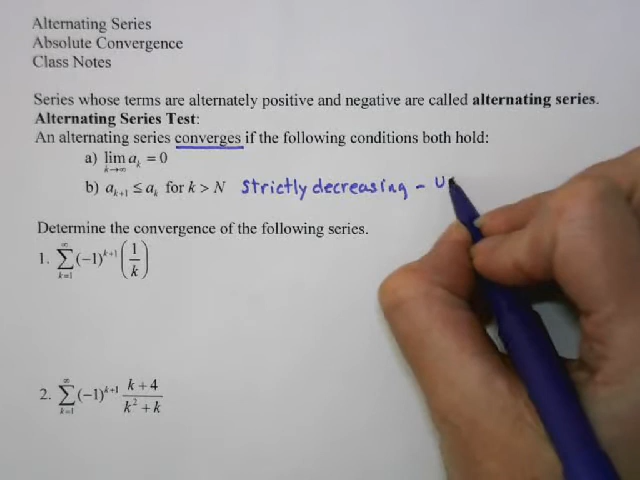 Alternating Series
Absolute Convergence
Class Notes
Series whose terms are alternately positive and negative are called alternating series.
Alternating Series Test:
An alternating series converges if the following conditions both hold:
a) lim_{k→∞} a_k = 0
b) a_{k+1} ≤ a_k for k > N strictly decreasing –
Determine the convergence of the following series.
1. ∑_{k=1}^{∞} (−1)^{k+1} (1/k)
2. ∑_{k=1}^{∞} (−1)^{k+1} (k + 4)/(k² + k)